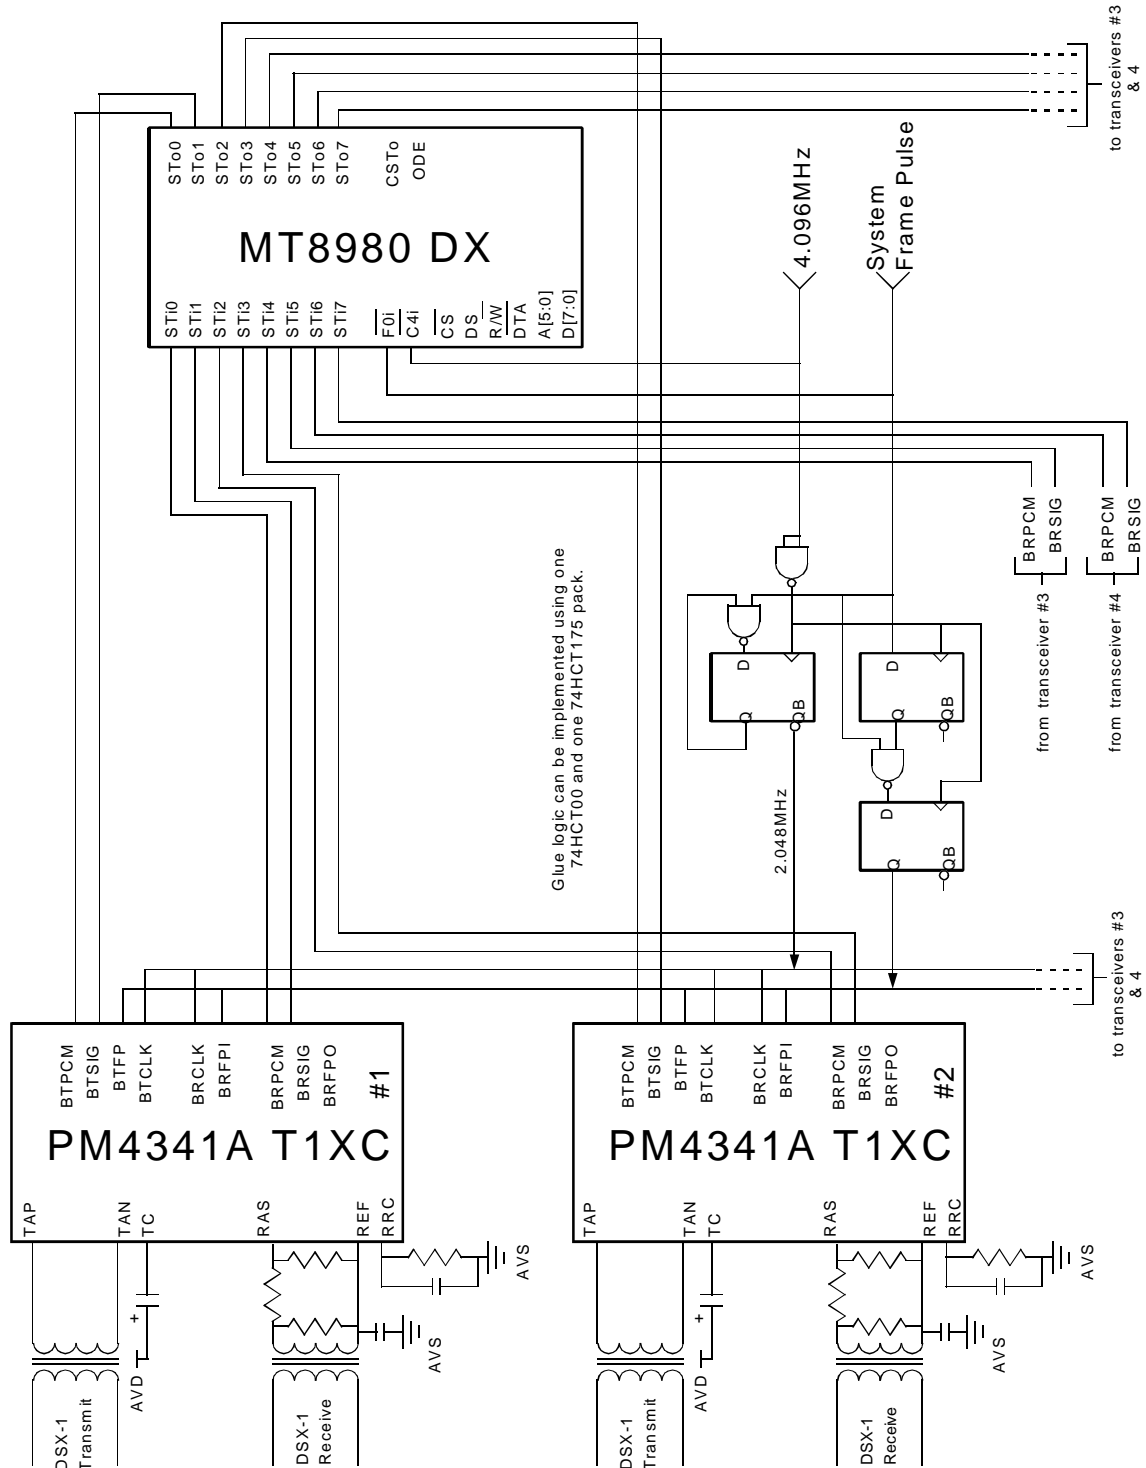 to transceivers #3
& 4
STo0
STo1
STo2
STo3
STo4
STo5
STo6
STo7
CSTo
ODE
MT8980 DX
STi0
STi1
STi2
STi3
STi4
STi5
STi6
STi7
F0i
C4i
CS
DS
R/W
DTA
A[5:0]
D[7:0]
4.096MHz
System
Frame Pulse
BRPCM
BRSIG
from transceiver #3
BRPCM
BRSIG
from transceiver #4
Glue logic can be implemented using one
74HCT00 and one 74HCT175 pack.
D
Q
QB
D
Q
QB
D
Q
QB
2.048MHz
to transceivers #3
& 4
BTPCM
BTSIG
BTFP
BTCLK
BRCLK
BRFPI
BRPCM
BRSIG
BRFPO
#1
PM4341A T1XC
TAP
TAN
TC
RAS
REF
RRC
AVS
AVS
AVD
+
DSX-1
Transmit
DSX-1
Receive
BTPCM
BTSIG
BTFP
BTCLK
BRCLK
BRFPI
BRPCM
BRSIG
BRFPO
#2
PM4341A T1XC
TAP
TAN
TC
RAS
REF
RRC
AVS
AVS
AVD
+
DSX-1
Transmit
DSX-1
Receive